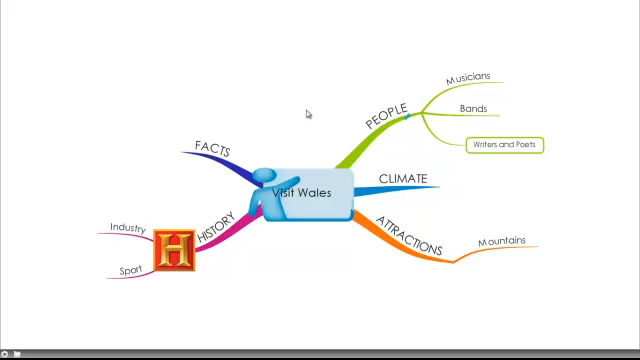 Musicians
PEOPLE
Bands
Writers and Poets
FACTS
CLIMATE
Visit Wales
HISTORY
ATTRACTIONS
Industry
H
Mountains
Sport